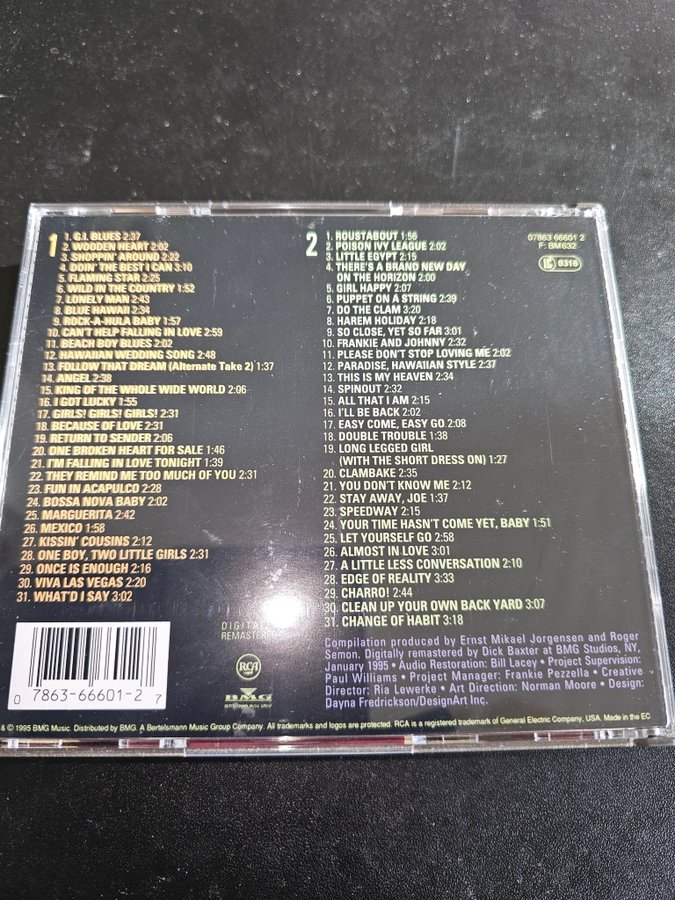 1
1. G.I. BLUES 2:37
2. WOODEN HEART 2:02
3. SHOPPIN' AROUND 2:22
4. DOIN' THE BEST I CAN 3:10
5. FLAMING STAR 2:25
6. WILD IN THE COUNTRY 1:52
7. LONELY MAN 2:43
8. BLUE HAWAII 2:34
9. ROCK-A-HULA BABY 1:57
10. CAN'T HELP FALLING IN LOVE 2:59
11. BEACH BOY BLUES 2:02
12. HAWAIIAN WEDDING SONG 2:48
13. FOLLOW THAT DREAM (Alternate Take 2) 1:37
14. ANGEL 2:38
15. KING OF THE WHOLE WIDE WORLD 2:06
16. I GOT LUCKY 1:55
17. GIRLS! GIRLS! GIRLS! 2:31
18. BECAUSE OF LOVE 2:31
19. RETURN TO SENDER 2:06
20. ONE BROKEN HEART FOR SALE 1:46
21. I'M FALLING IN LOVE TONIGHT 1:39
22. THEY REMIND ME TOO MUCH OF YOU 2:31
23. FUN IN ACAPULCO 2:28
24. BOSSA NOVA BABY 2:02
25. MARGUERITA 2:42
26. MEXICO 1:58
27. KISSIN' COUSINS 2:12
28. ONE BOY, TWO LITTLE GIRLS 2:31
29. ONCE IS ENOUGH 2:16
30. VIVA LAS VEGAS 2:20
31. WHAT'D I SAY 3:02
2
1. ROUSTABOUT 1:56
2. POISON IVY LEAGUE 2:02
3. LITTLE EGYPT 2:15
4. THERE'S A BRAND NEW DAY
ON THE HORIZON 2:00
5. GIRL HAPPY 2:07
6. PUPPET ON A STRING 2:39
7. DO THE CLAM 3:20
8. HAREM HOLIDAY 2:18
9. SO CLOSE, YET SO FAR 3:01
10. FRANKIE AND JOHNNY 2:32
11. PLEASE DON'T STOP LOVING ME 2:02
12. PARADISE, HAWAIIAN STYLE 2:37
13. THIS IS MY HEAVEN 2:34
14. SPINOUT 2:32
15. ALL THAT I AM 2:15
16. I'LL BE BACK 2:02
17. EASY COME, EASY GO 2:08
18. DOUBLE TROUBLE 1:38
19. LONG LEGGED GIRL
(WITH THE SHORT DRESS ON) 1:27
20. CLAMBAKE 2:35
21. YOU DON'T KNOW ME 2:12
22. STAY AWAY, JOE 1:37
23. SPEEDWAY 2:15
24. YOUR TIME HASN'T COME YET, BABY 1:51
25. LET YOURSELF GO 2:58
26. ALMOST IN LOVE 3:01
27. A LITTLE LESS CONVERSATION 2:10
28. EDGE OF REALITY 3:33
29. CHARRO! 2:44
30. CLEAN UP YOUR OWN BACK YARD 3:07
31. CHANGE OF HABIT 3:18
07863 66601 2
F: BM 632
LC 0316
DIGITAL
REMASTER
RCA
BMG
BERTELSMANN MUSIC GROUP
Compilation produced by Ernst Mikael Jorgensen and Roger
Semon. Digitally remastered by Dick Baxter at BMG Studios, NY,
January 1995 • Audio Restoration: Bill Lacey • Project Supervision:
Paul Williams • Project Manager: Frankie Pezzella • Creative
Director: Ria Lewerke • Art Direction: Norman Moore • Design:
Dayna Fredrickson/DesignArt Inc.
0 7863-66601-2 7
& © 1995 BMG Music. Distributed by BMG. A Bertelsmann Music Group Company. All trademarks and logos are protected. RCA is a registered trademark of General Electric Company, USA. Made in the EC